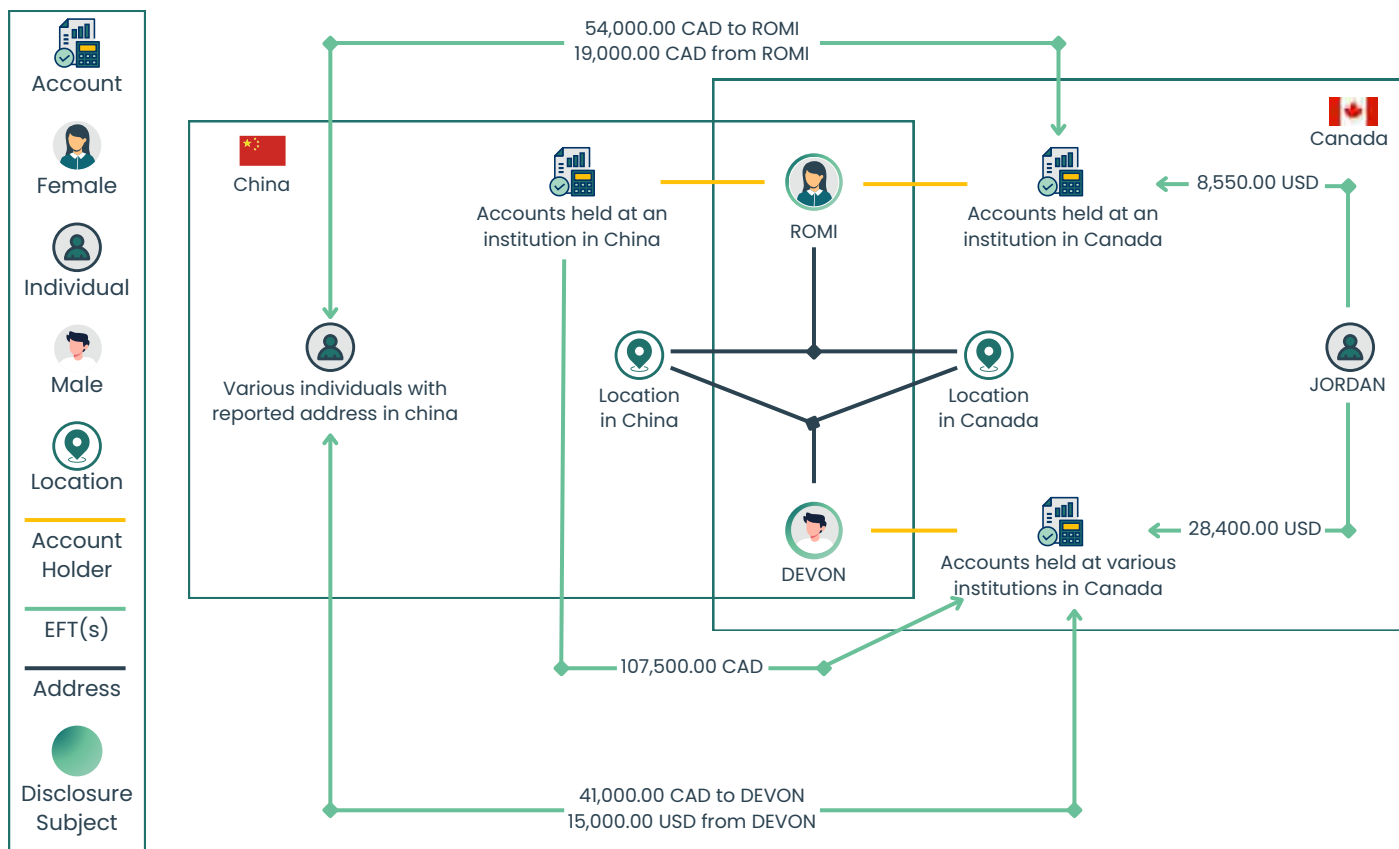 Account
Female
Individual
Male
Location
Account
Holder
EFT(s)
Address
Disclosure
Subject
54,000.00 CAD to ROMI
19,000.00 CAD from ROMI
China
Canada
Accounts held at an
institution in China
ROMI
Accounts held at an
institution in Canada
8,550.00 USD
Various individuals with
reported address in china
Location
in China
Location
in Canada
JORDAN
DEVON
Accounts held at various
institutions in Canada
28,400.00 USD
107,500.00 CAD
41,000.00 CAD to DEVON
15,000.00 USD from DEVON